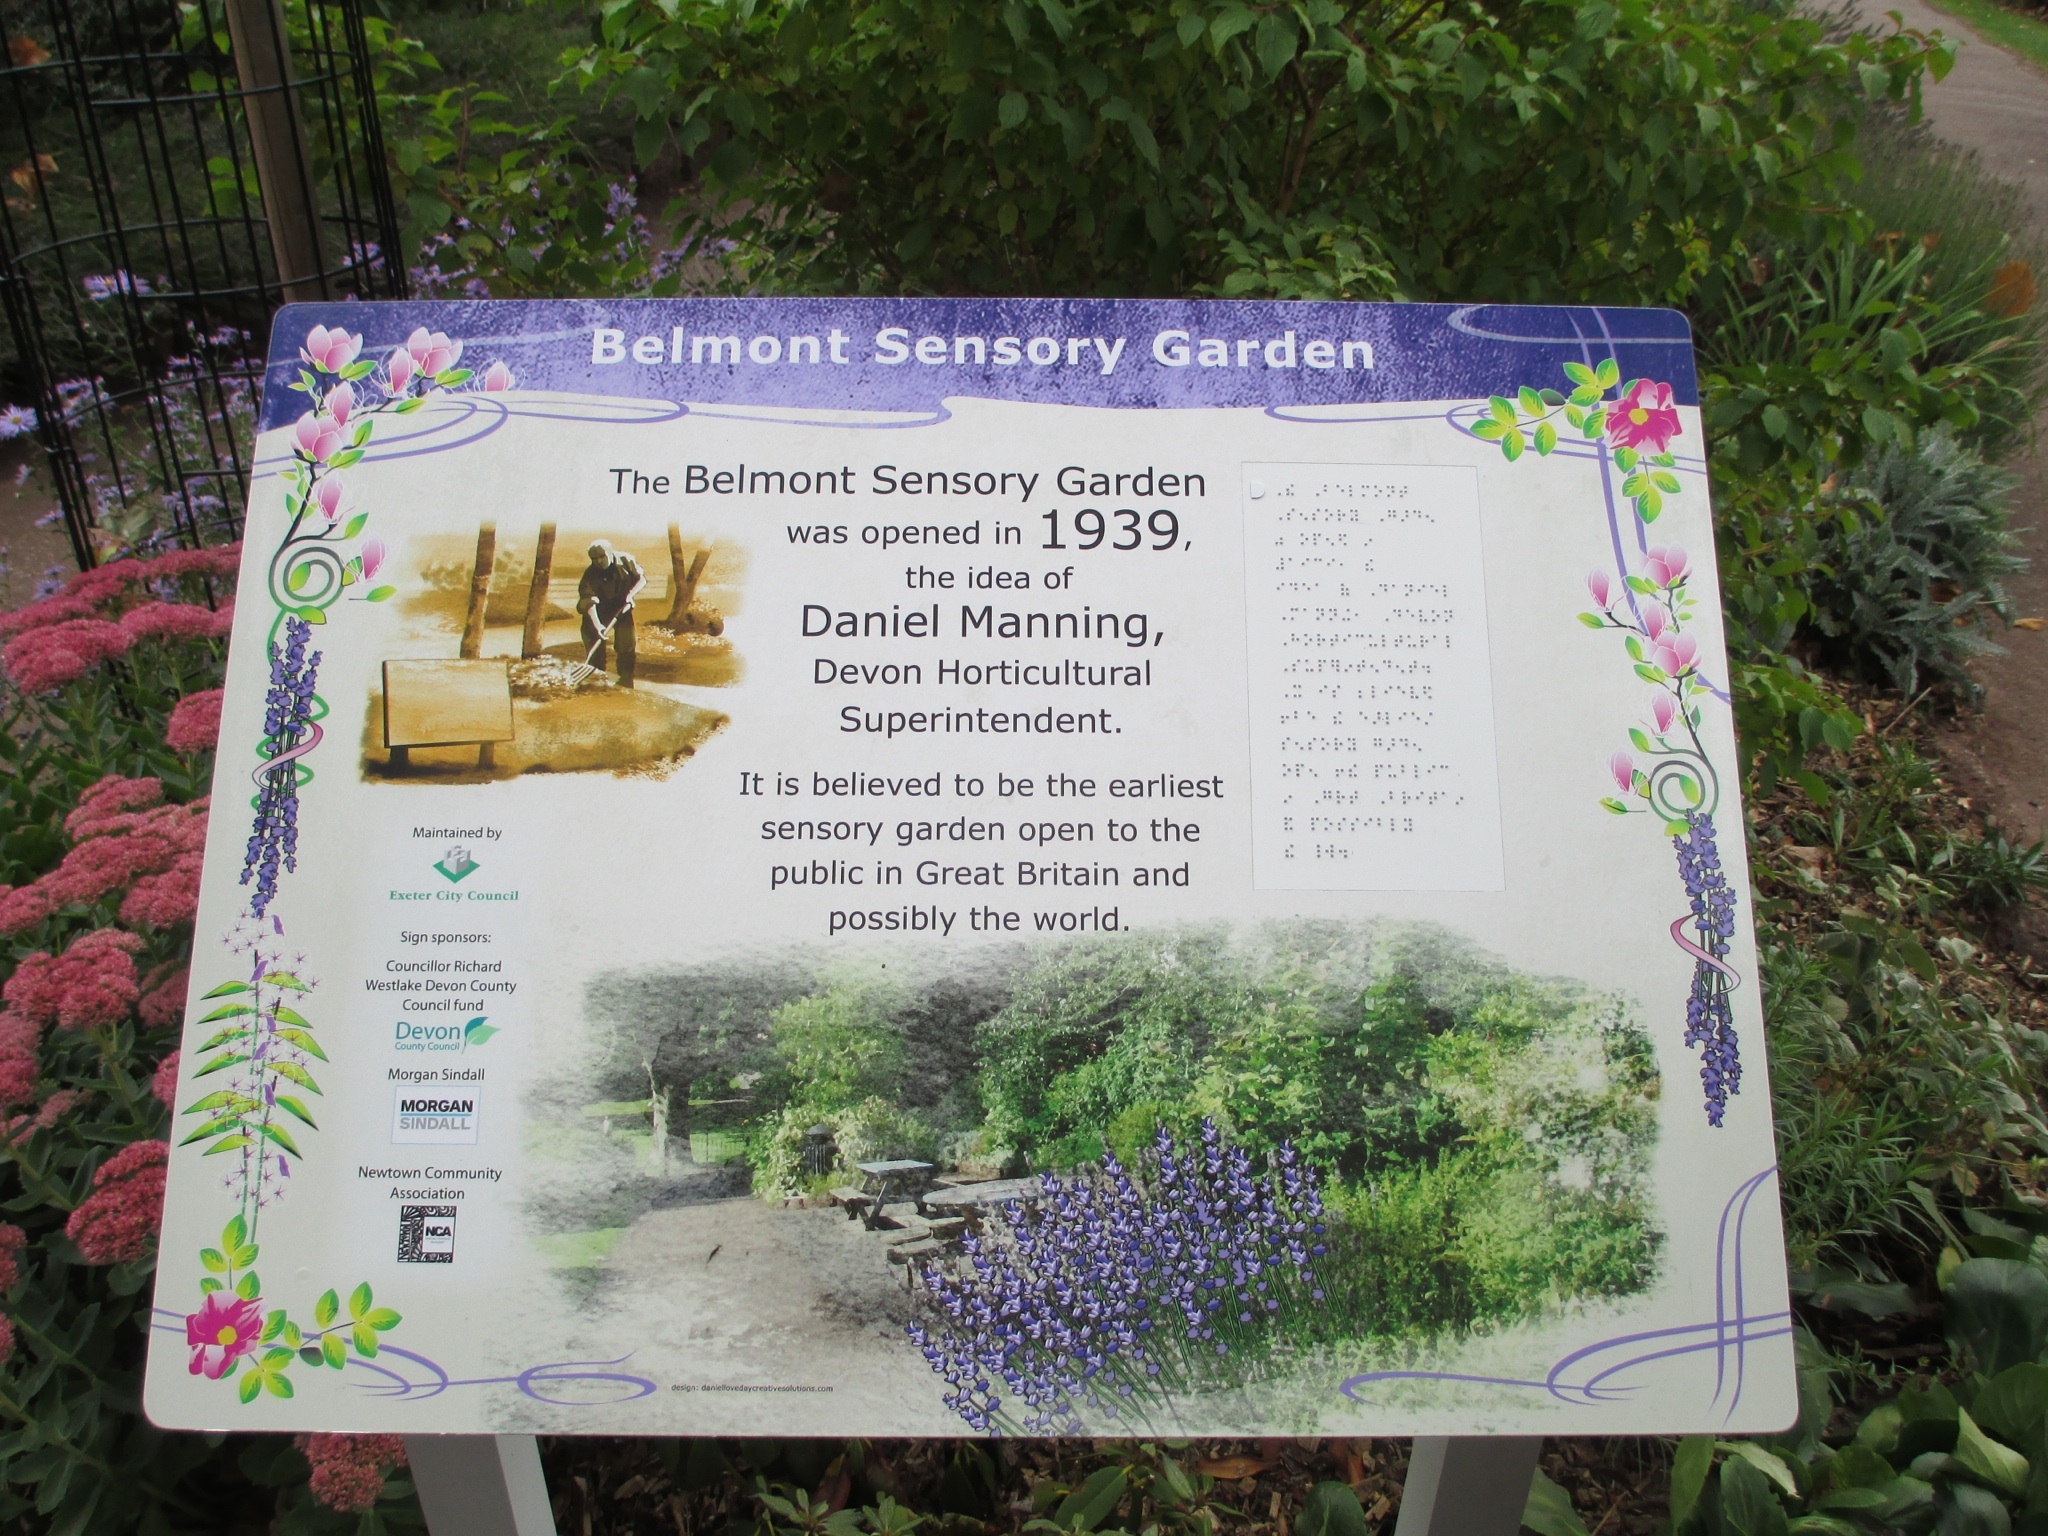 Belmont Sensory Garden
The Belmont Sensory Garden
was opened in 1939,
the idea of
Daniel Manning,
Devon Horticultural
Superintendent.
It is believed to be the earliest
sensory garden open to the
public in Great Britain and
possibly the world.
Maintained by
Exeter City Council
Sign sponsors:
Councillor Richard
Westlake Devon County
Council fund
Devon
County Council
Morgan Sindall
MORGAN
SINDALL
Newtown Community
Association
NCA
design: daniellovedaycreativesolutions.com